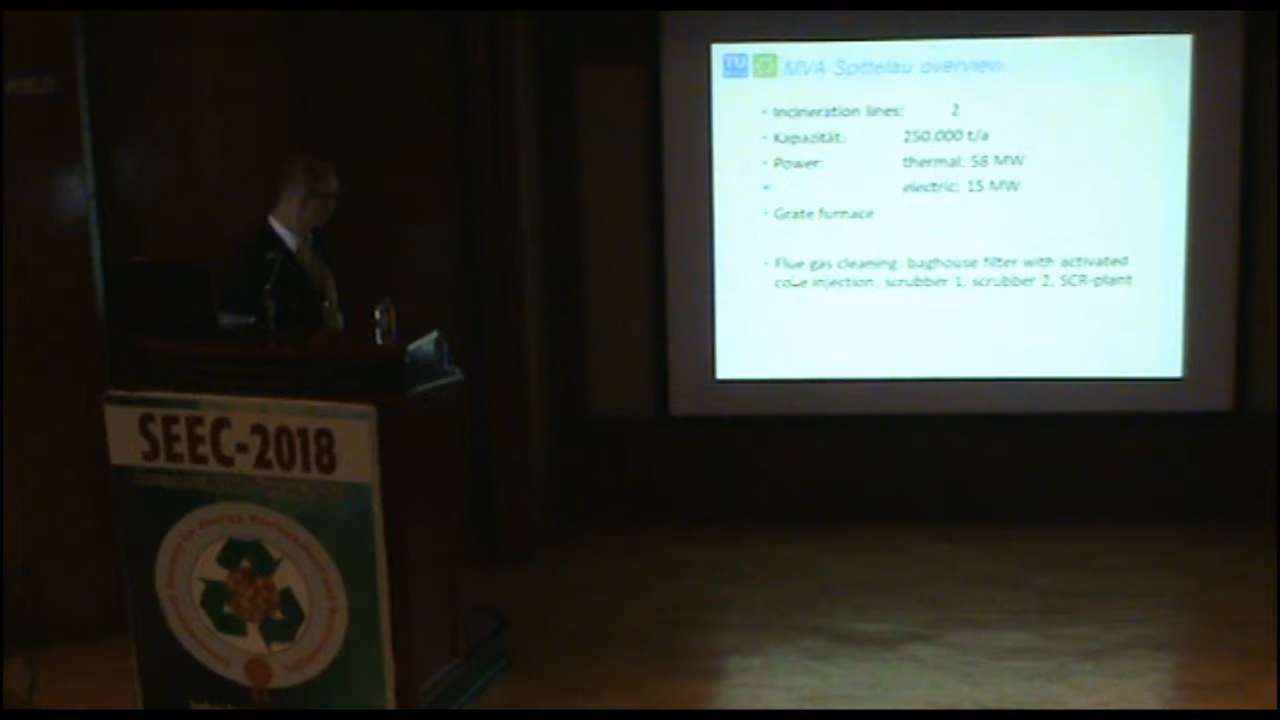 TU
MVA Spittelau overview
Incineration lines: 2
Kapazität: 250.000 t/a
Power: thermal: 58 MW
electric: 15 MW
Grate furnace
Flue gas cleaning: baghouse filter with activated
coke injection, scrubber 1, scrubber 2, SCR-plant
SEEC-2018